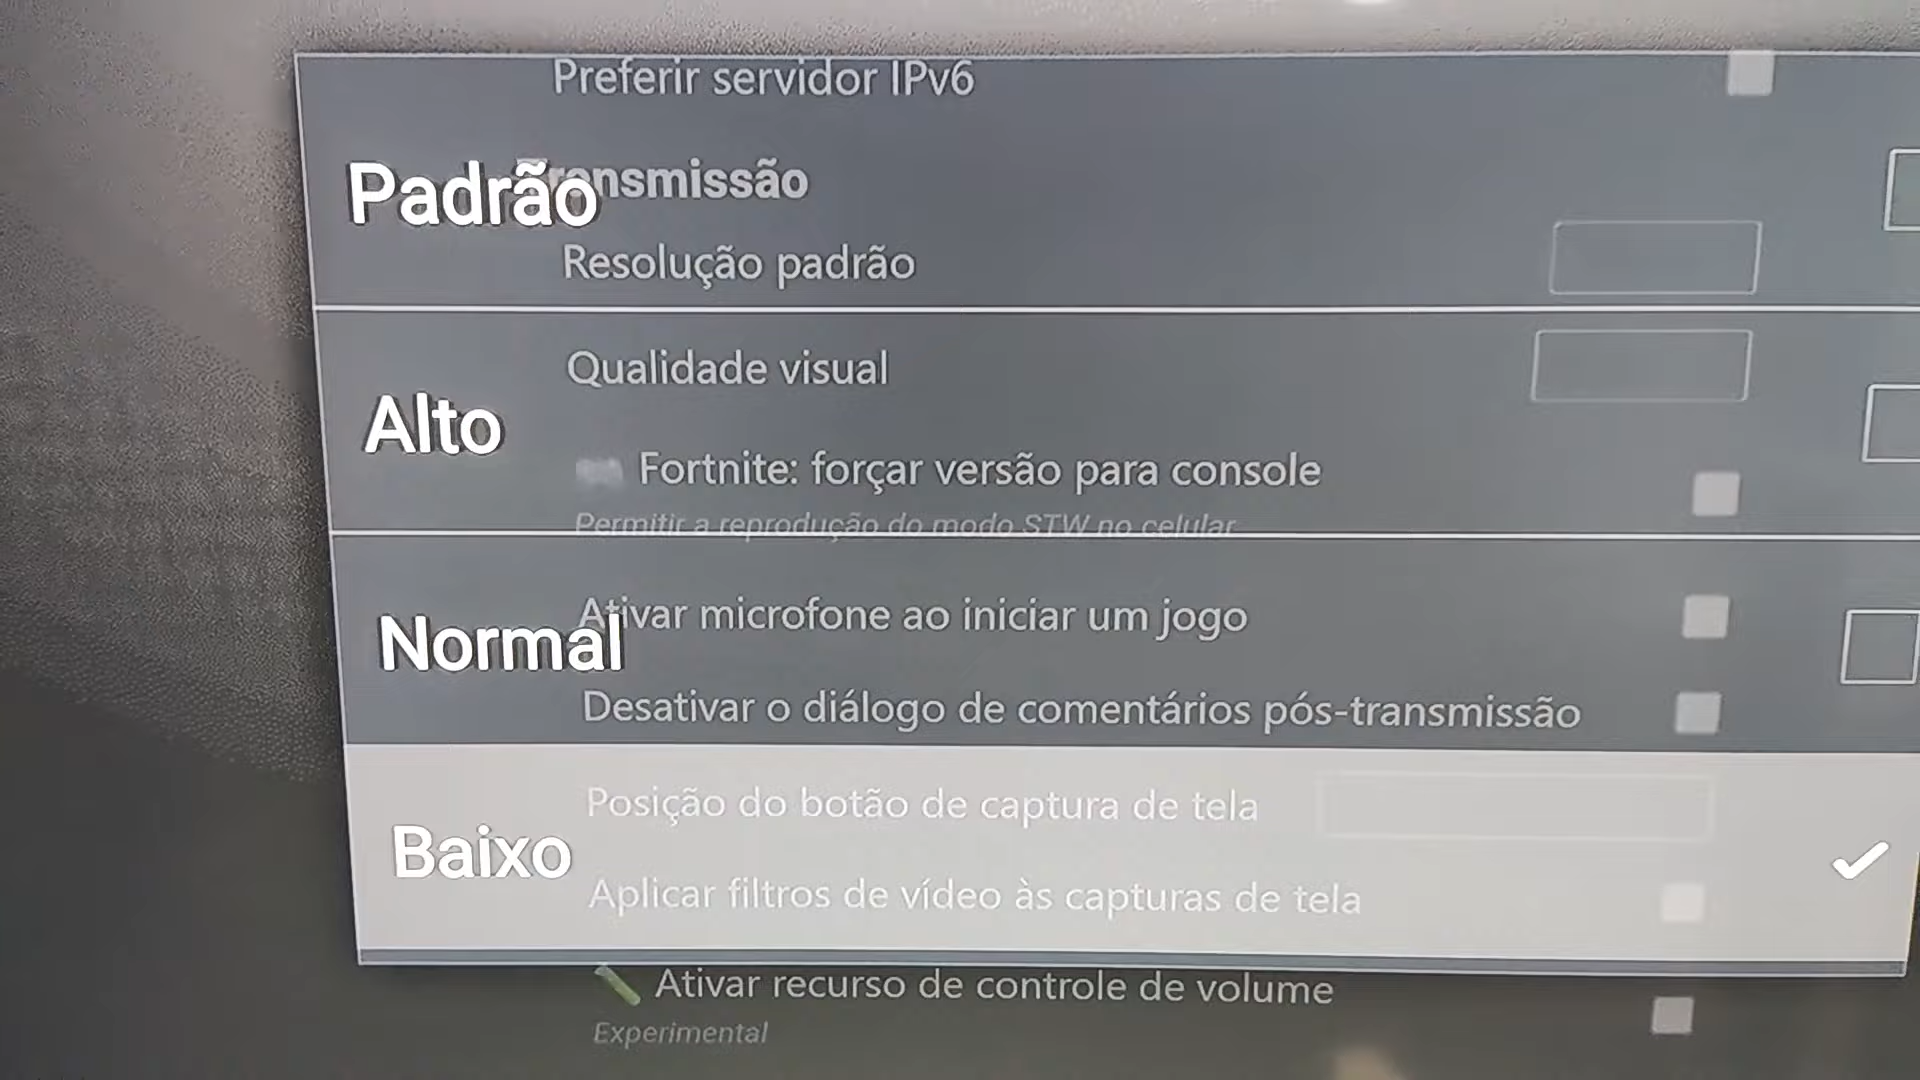 Preferir servidor IPv6
Transmissão
Padrão
Resolução padrão
Qualidade visual
Alto
Fortnite: forçar versão para console
Permitir a reprodução do modo STW no celular
Ativar microfone ao iniciar um jogo
Normal
Desativar o diálogo de comentários pós-transmissão
Posição do botão de captura de tela
Baixo
Aplicar filtros de vídeo às capturas de tela
Ativar recurso de controle de volume
Experimental